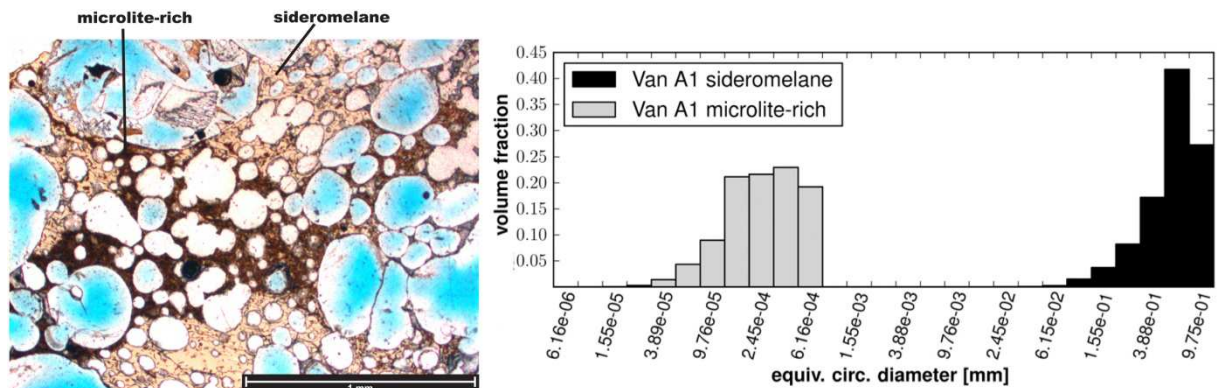 microlite-rich
sideromelane
1 mm
volume fraction
0.45
0.40
0.35
0.30
0.25
0.20
0.15
0.10
0.05
Van A1 sideromelane
Van A1 microlite-rich
6.16e-06
1.55e-05
3.89e-05
9.76e-05
2.45e-04
6.16e-04
1.55e-03
3.88e-03
9.76e-03
2.45e-02
6.15e-02
1.55e-01
3.88e-01
9.75e-01
equiv. circ. diameter [mm]